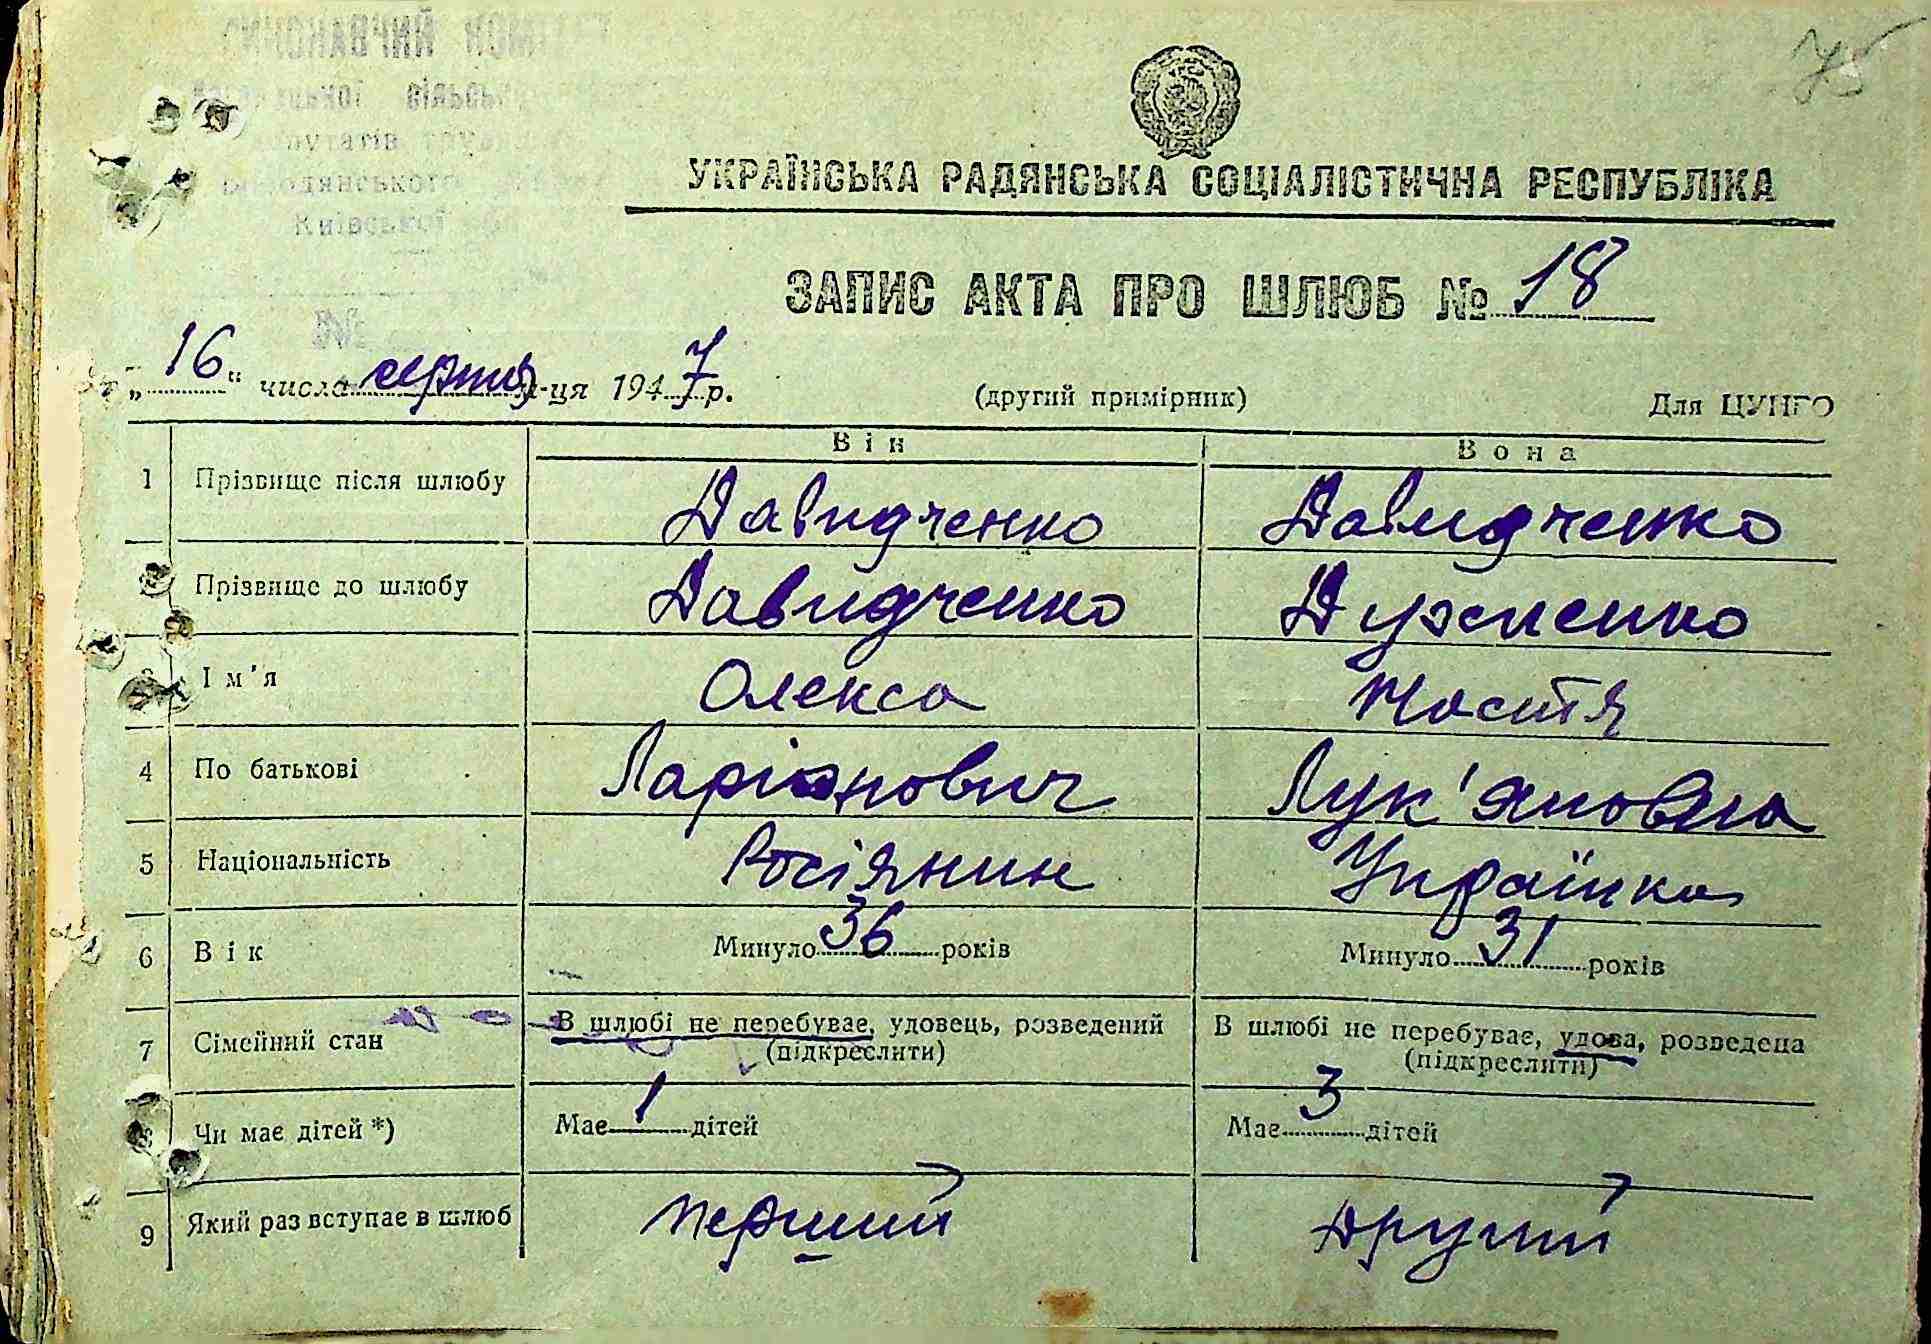 75
УКРАЇНСЬКА РАДЯНСЬКА СОЦІАЛІСТИЧНА РЕСПУБЛІКА
ЗАПИС АКТА ПРО ШЛЮБ № 18
„16“ числа серпня м-ця 1947 р. (другий примірник) Для ЦУНГО
Він Вона
1 Прізвище після шлюбу Давидченко Давидченко
2 Прізвище до шлюбу Давидченко
3 Ім'я Олекса Настя
4 По батькові Ларіонович Лук'яновна
5 Національність Росіянин Українка
6 Вік Минуло 36 років Минуло 31 років
7 Сімейний стан В шлюбі не перебуває, удовець, розведений В шлюбі не перебуває, удова, розведена
(підкреслити) (підкреслити)
8 Чи має дітей *) Має 1 дітей Має 3 дітей
9 Який раз вступає в шлюб перший другий